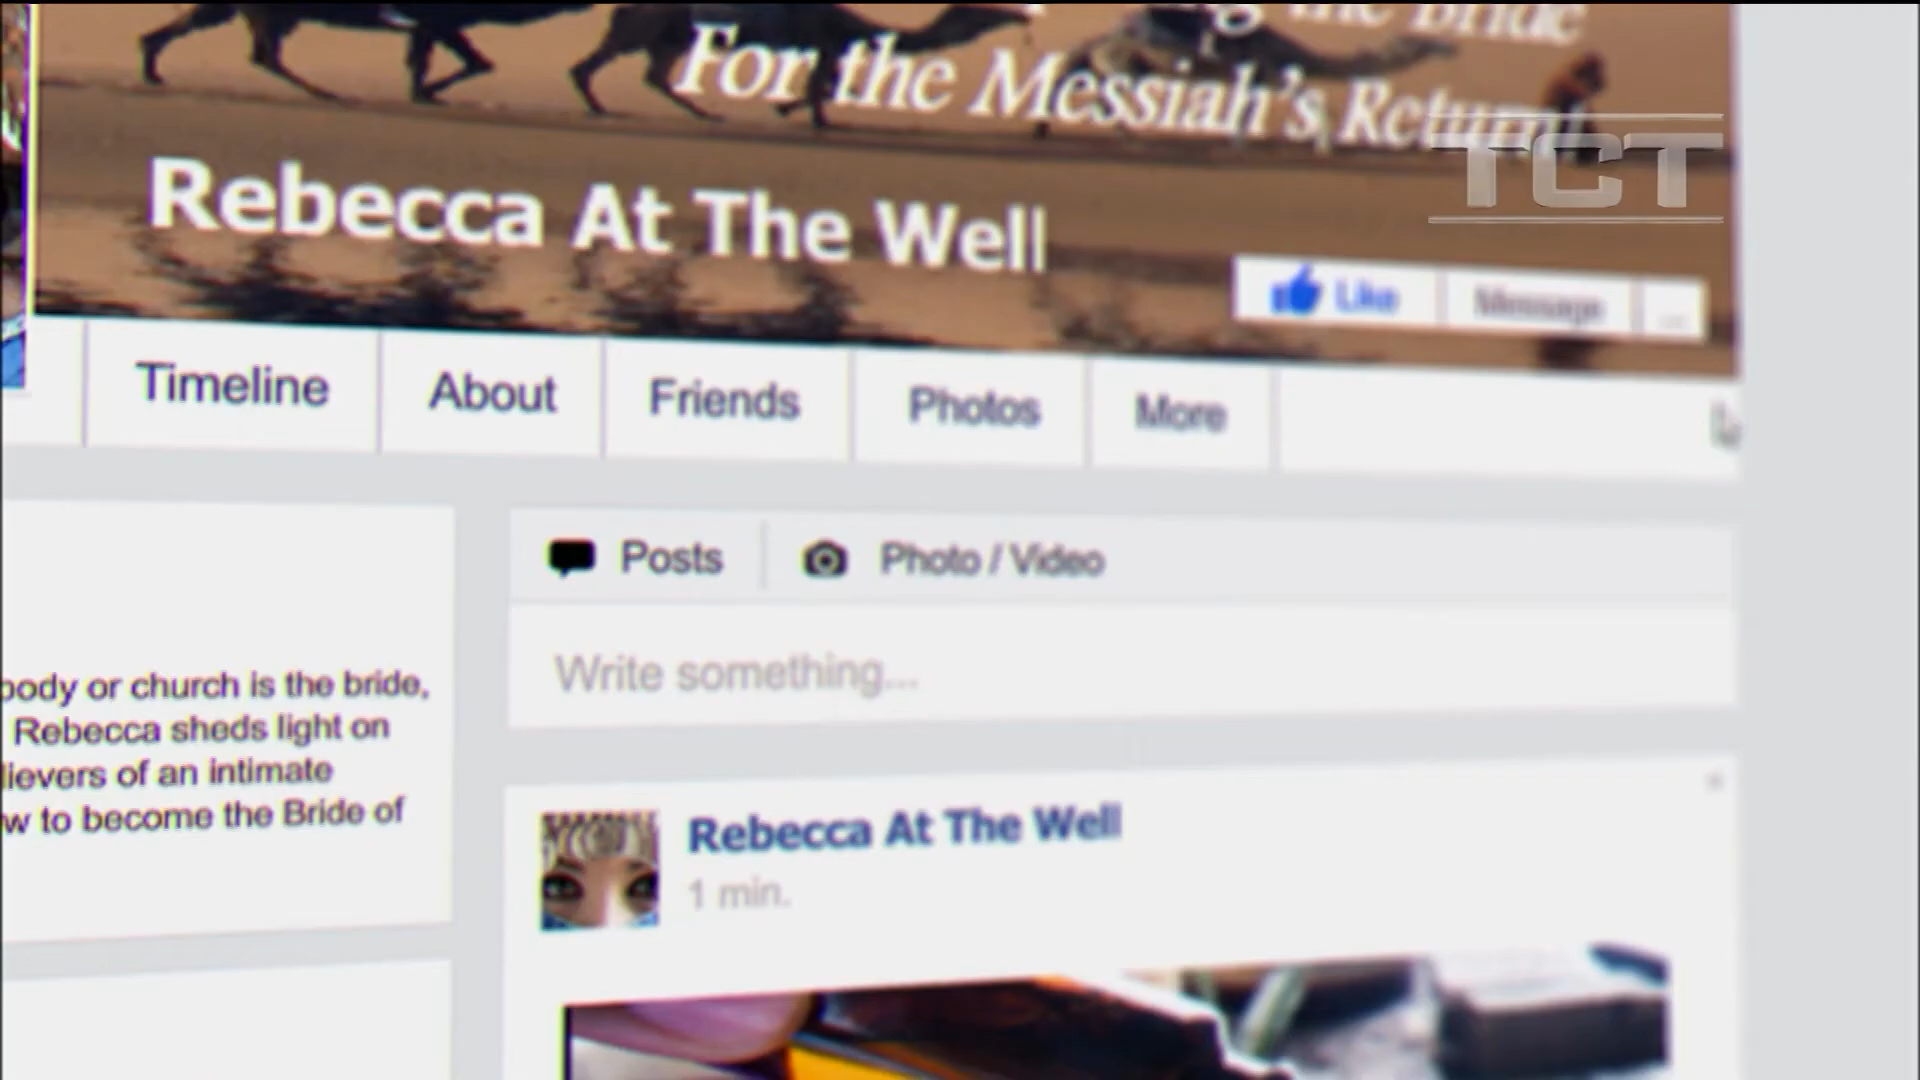 the Bride
For the Messiah's Return
TCT
Rebecca At The Well
Like Message ...
Timeline About Friends Photos More
Posts Photo / Video
Write something...
body or church is the bride,
Rebecca sheds light on
lievers of an intimate
w to become the Bride of
Rebecca At The Well
1 min.